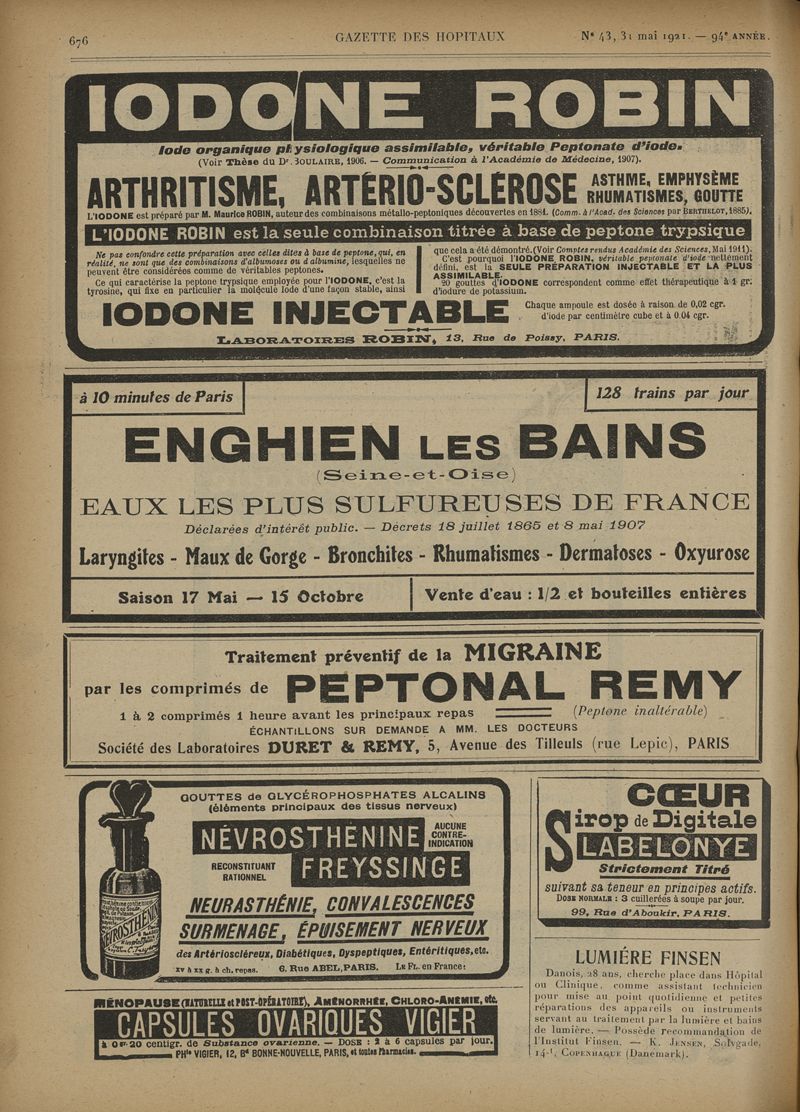 676
GAZETTE DES HOPITAUX
N° 43, 31 mai 1921. — 94e ANNÉE.
IODONE ROBIN
Iode organique physiologique assimilable, véritable Peptonate d'iode.
(Voir Thèse du Dr BOULAIRE, 1906. — Communication à l'Académie de Médecine, 1907).
ARTHRITISME, ARTÉRIO-SCLÉROSE
ASTHME, EMPHYSÈME
RHUMATISMES, GOUTTE
L'IODONE est préparé par M. Maurice ROBIN, auteur des combinaisons métallo-peptoniques découvertes en 1881. (Comm. à l'Acad. des Sciences par BERTHELOT, 1885).
L'IODONE ROBIN est la seule combinaison titrée à base de peptone trypsique
Ne pas confondre cette préparation avec celles dites à base de peptone, qui, en
réalité, ne sont que des combinaisons d'albumoses ou d'albumine, lesquelles ne
peuvent être considérées comme de véritables peptones.
Ce qui caractérise la peptone trypsique employée pour l'IODONE, c'est la
tyrosine, qui fixe en particulier la molécule Iode d'une façon stable, ainsi
que cela a été démontré. (Voir Comptes rendus Académie des Sciences, Mai 1911).
C'est pourquoi l'IODONE ROBIN, véritable peptonate d'iode nettement
défini, est la SEULE PRÉPARATION INJECTABLE ET LA PLUS
ASSIMILABLE.
20 gouttes d'IODONE correspondent comme effet thérapeutique à 1 gr.
d'iodure de potassium.
IODONE INJECTABLE
Chaque ampoule est dosée à raison de 0,02 cgr.
d'iode par centimètre cube et à 0.04 cgr.
LABORATOIRES ROBIN, 13, Rue de Poissy, PARIS.
à 10 minutes de Paris
128 trains par jour
ENGHIEN LES BAINS
(Seine-et-Oise)
EAUX LES PLUS SULFUREUSES DE FRANCE
Déclarées d'intérêt public. — Décrets 18 juillet 1865 et 8 mai 1907
Laryngites - Maux de Gorge - Bronchites - Rhumatismes - Dermatoses - Oxyurose
Saison 17 Mai — 15 Octobre
Vente d'eau : 1/2 et bouteilles entières
Traitement préventif de la MIGRAINE
par les comprimés de PEPTONAL REMY
1 à 2 comprimés 1 heure avant les principaux repas
(Peptone inaltérable)
ÉCHANTILLONS SUR DEMANDE A MM. LES DOCTEURS
Société des Laboratoires DURET & REMY, 5, Avenue des Tilleuls (rue Lepic), PARIS
GOUTTES de GLYCÉROPHOSPHATES ALCALINS
(éléments principaux des tissus nerveux)
NÉVROSTHÉNINE
AUCUNE
CONTRE-
INDICATION
RECONSTITUANT
RATIONNEL
FREYSSINGE
NEURASTHÉNIE, CONVALESCENCES
SURMENAGE, ÉPUISEMENT NERVEUX
des Artérioscléreux, Diabétiques, Dyspeptiques, Entéritiques, etc.
XV à XX g. à ch. repas. 6, Rue ABEL, PARIS. LE FL. en France:
NÉVROSTHÉNINE
CŒUR
Sirop de Digitale
LABELONYE
Strictement Titré
suivant sa teneur en principes actifs.
DOSE NORMALE : 3 cuillerées à soupe par jour.
99, Rue d'Aboukir, PARIS.
MÉNOPAUSE (NATURELLE et POST-OPÉRATOIRE), AMÉNORRHÉE, CHLORO-ANÉMIE, etc.
CAPSULES OVARIQUES VIGIER
à 0gr 20 centigr. de Substance ovarienne. — DOSE : 2 à 6 capsules par jour.
PHie VIGIER, 12, Bd BONNE-NOUVELLE, PARIS, et toutes Pharmacies.
LUMIÉRE FINSEN
Danois, 28 ans, cherche place dans Hôpital
ou Clinique, comme assistant technicien
pour mise au point quotidienne et petites
réparations des appareils ou instruments
servant au traitement par la lumière et bains
de lumière. — Possède recommandation de
l'Institut Finsen. — K. JENSEN, Solvgade,
COPENHAGUE (Danemark).